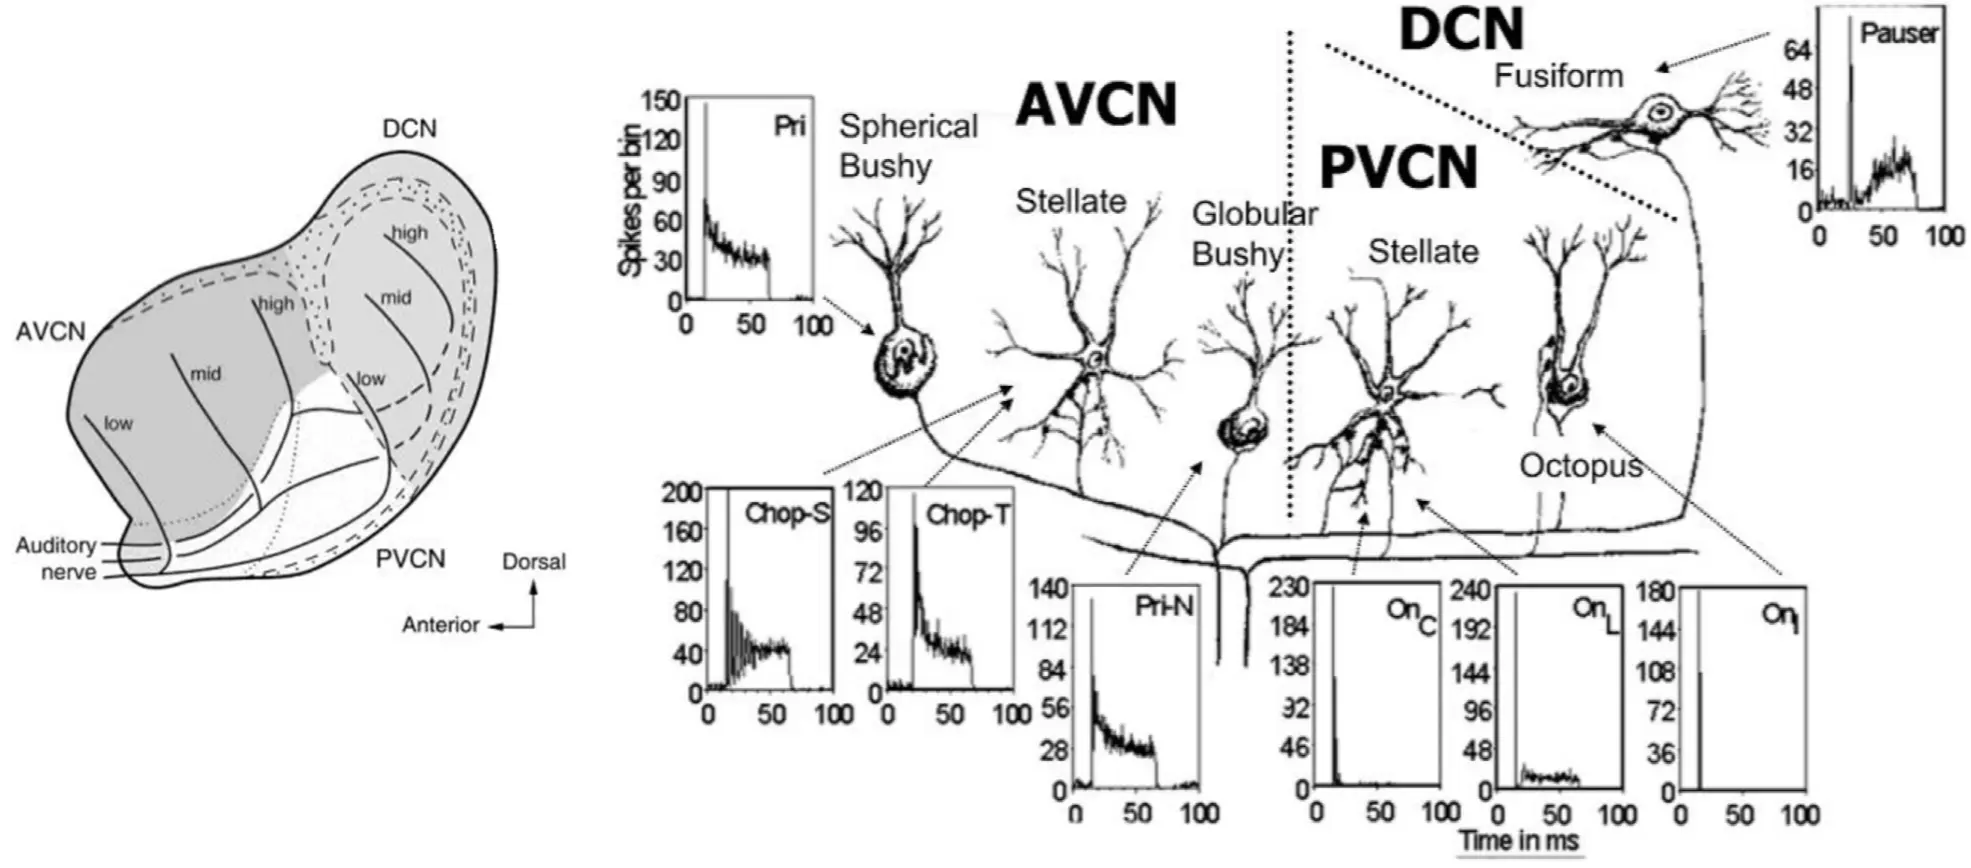 DCN
high
mid
AVCN
high
mid
low
low
Auditory
nerve
PVCN
Dorsal
Anterior
DCN
Fusiform
Pauser
64
48
32
16
0
0 50 100
AVCN
PVCN
Spikes per bin
150
120
90
60
30
0
0 50 100
Pri
Spherical
Bushy
Stellate
Globular
Bushy
Stellate
Octopus
200
160
120
80
40
0
0 50 100
Chop-S
120
96
72
48
24
0
0 50 100
Chop-T
140
112
84
56
28
0
0 50 100
Pri-N
230
184
138
92
46
0
0 50 100
OnC
240
192
144
96
48
0
0 50 100
OnL
180
144
108
72
36
0
0 50 100
OnI
Time in ms